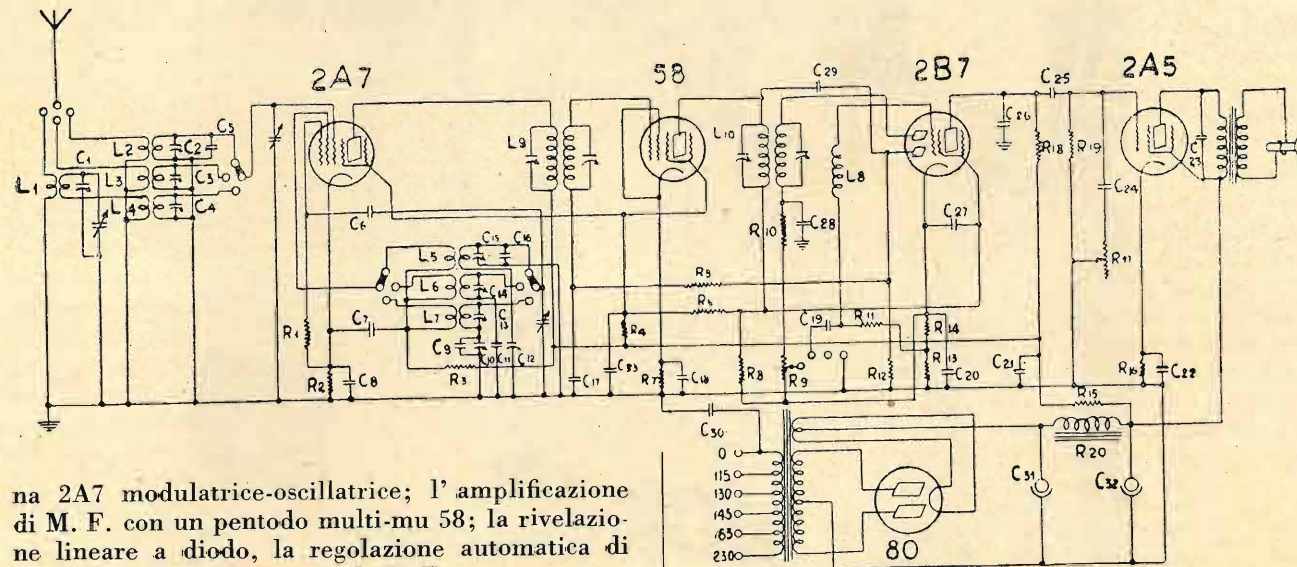 2A7
58
2B7
2A5
C29
C25
C26
C5
L2
C2
C1
L1
L3
C3
L4
C4
L9
L10
L8
R18
R19
C23
C24
C6
C28
R10
C27
C15
C16
L5
R17
L6
C14
R5
R6
C19
R11
L7
C13
R1
C7
R4
R14
C9
C10
C11
C12
R13
C21
R2
C8
R3
C17
R7
C18
R8
R9
R12
C20
R16
C22
R15
C30
R20
0
115
130
145
165
230
C31
C32
80
na 2A7 modulatrice-oscillatrice; l' amplificazione
di M. F. con un pentodo multi-mu 58; la rivelazio-
ne lineare a diodo, la regolazione automatica di